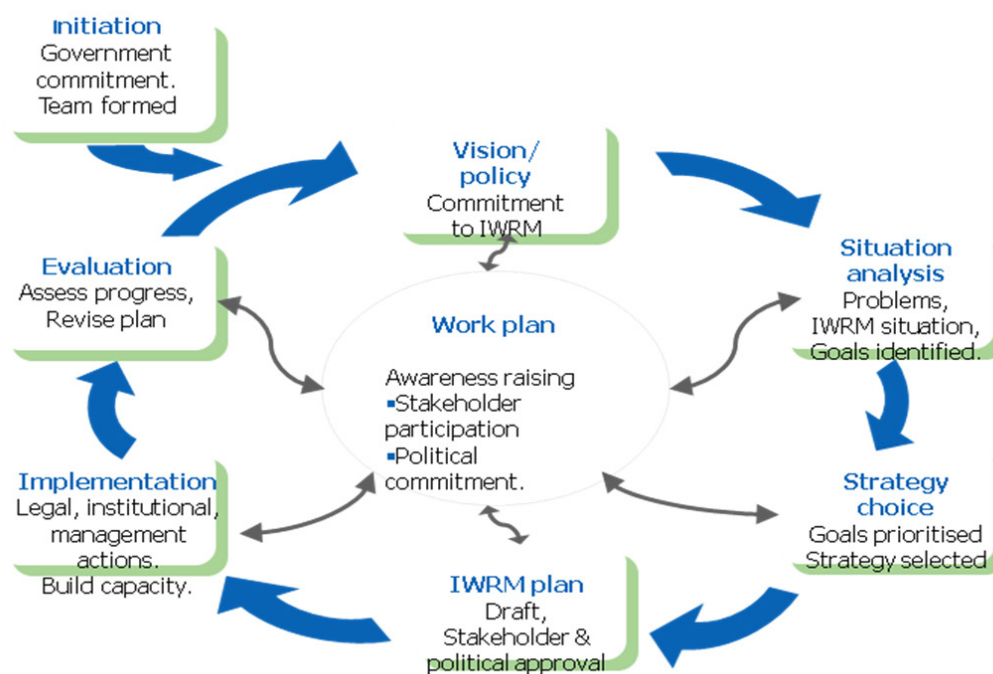 Initiation
Government
commitment.
Team formed
Vision/
policy
Commitment
to IWRM
Situation
analysis
Problems,
IWRM situation,
Goals identified.
Strategy
choice
Goals prioritised
Strategy selected
IWRM plan
Draft,
Stakeholder &
political approval
Implementation
Legal, institutional,
management
actions.
Build capacity.
Evaluation
Assess progress,
Revise plan
Work plan
Awareness raising
▪Stakeholder
participation
▪Political
commitment.